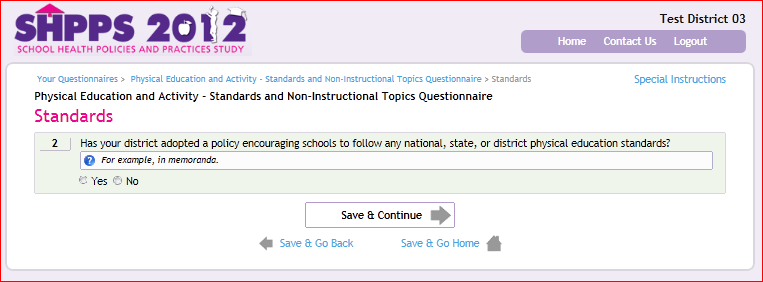 SHPPS 2012
SCHOOL HEALTH POLICIES AND PRACTICES STUDY
Test District 03
Home Contact Us Logout
Your Questionnaires > Physical Education and Activity - Standards and Non-Instructional Topics Questionnaire > Standards
Special Instructions
Physical Education and Activity - Standards and Non-Instructional Topics Questionnaire
Standards
2 Has your district adopted a policy encouraging schools to follow any national, state, or district physical education standards?
? For example, in memoranda.
Yes No
Save & Continue
Save & Go Back Save & Go Home